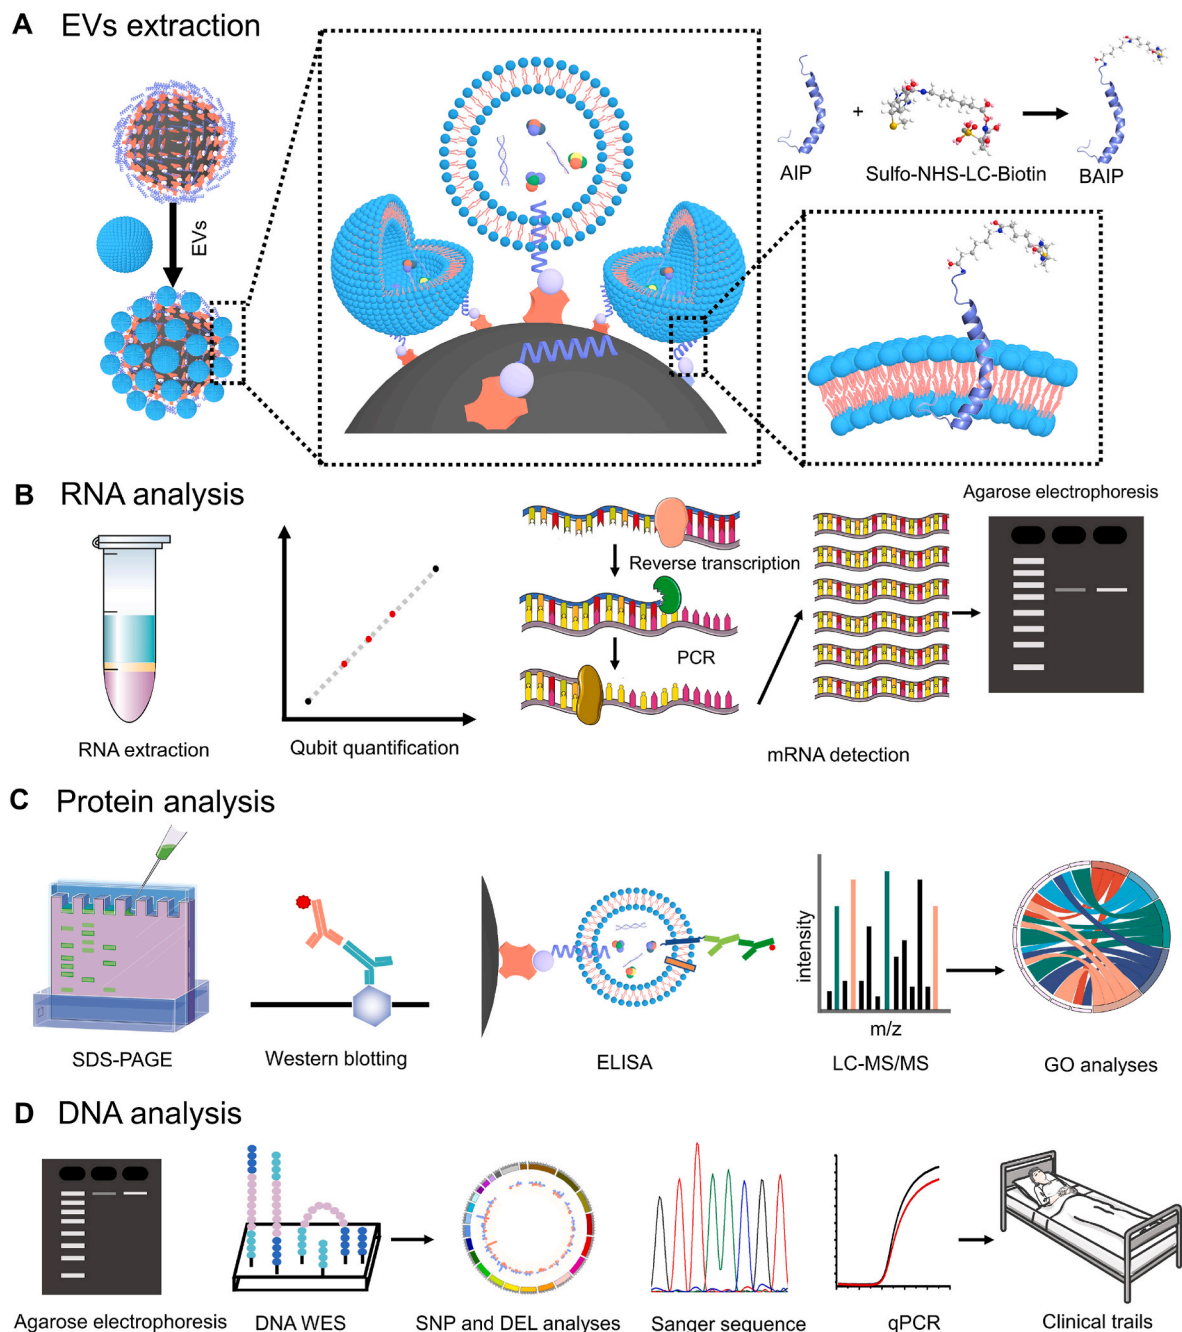 A EVs extraction
EVs
AIP
+
Sulfo-NHS-LC-Biotin
BAIP
B RNA analysis
Agarose electrophoresis
Reverse transcription
PCR
RNA extraction
Qubit quantification
mRNA detection
C Protein analysis
intensity
m/z
SDS-PAGE
Western blotting
ELISA
LC-MS/MS
GO analyses
D DNA analysis
Agarose electrophoresis
DNA WES
SNP and DEL analyses
Sanger sequence
qPCR
Clinical trails